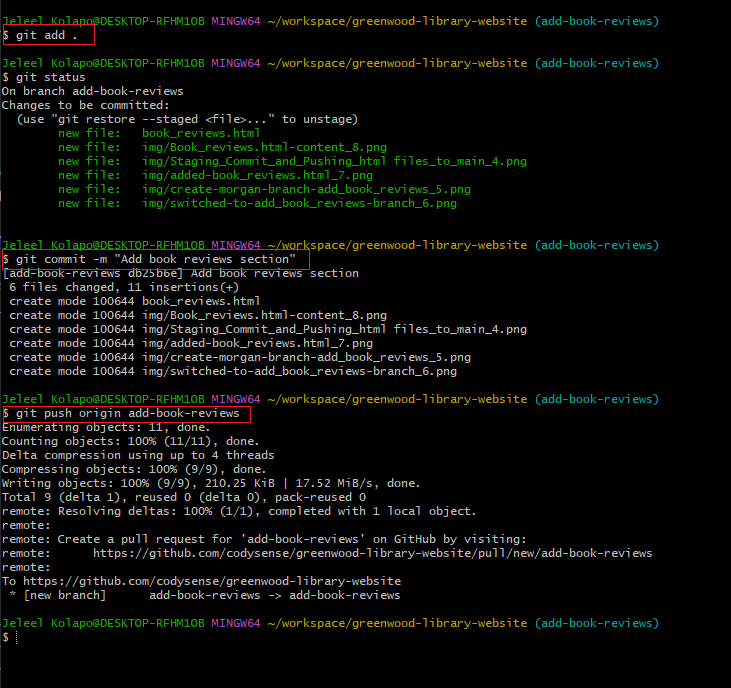 Jeleel Kolapo@DESKTOP-RFHM1OB MINGW64 ~/workspace/greenwood-library-website (add-book-reviews)
$ git add .
Jeleel Kolapo@DESKTOP-RFHM1OB MINGW64 ~/workspace/greenwood-library-website (add-book-reviews)
$ git status
On branch add-book-reviews
Changes to be committed:
  (use "git restore --staged <file>..." to unstage)
        new file:   book_reviews.html
        new file:   img/Book_reviews.html-content_8.png
        new file:   img/Staging_Commit_and_Pushing_html files_to_main_4.png
        new file:   img/added-book_reviews.html_7.png
        new file:   img/create-morgan-branch-add_book_reviews_5.png
        new file:   img/switched-to-add_book_reviews-branch_6.png
Jeleel Kolapo@DESKTOP-RFHM1OB MINGW64 ~/workspace/greenwood-library-website (add-book-reviews)
$ git commit -m "Add book reviews section"
[add-book-reviews db25b6e] Add book reviews section
 6 files changed, 11 insertions(+)
 create mode 100644 book_reviews.html
 create mode 100644 img/Book_reviews.html-content_8.png
 create mode 100644 img/Staging_Commit_and_Pushing_html files_to_main_4.png
 create mode 100644 img/added-book_reviews.html_7.png
 create mode 100644 img/create-morgan-branch-add_book_reviews_5.png
 create mode 100644 img/switched-to-add_book_reviews-branch_6.png
Jeleel Kolapo@DESKTOP-RFHM1OB MINGW64 ~/workspace/greenwood-library-website (add-book-reviews)
$ git push origin add-book-reviews
Enumerating objects: 11, done.
Counting objects: 100% (11/11), done.
Delta compression using up to 4 threads
Compressing objects: 100% (9/9), done.
Writing objects: 100% (9/9), 210.25 KiB | 17.52 MiB/s, done.
Total 9 (delta 1), reused 0 (delta 0), pack-reused 0
remote: Resolving deltas: 100% (1/1), completed with 1 local object.
remote:
remote: Create a pull request for 'add-book-reviews' on GitHub by visiting:
remote:      https://github.com/codysense/greenwood-library-website/pull/new/add-book-reviews
remote:
To https://github.com/codysense/greenwood-library-website
 * [new branch]      add-book-reviews -> add-book-reviews
Jeleel Kolapo@DESKTOP-RFHM1OB MINGW64 ~/workspace/greenwood-library-website (add-book-reviews)
$